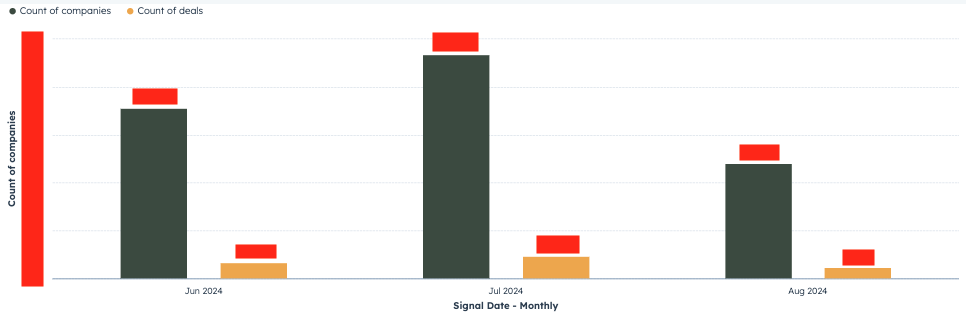 Count of companies
Count of deals
Count of companies
Jun 2024
Jul 2024
Aug 2024
Signal Date - Monthly